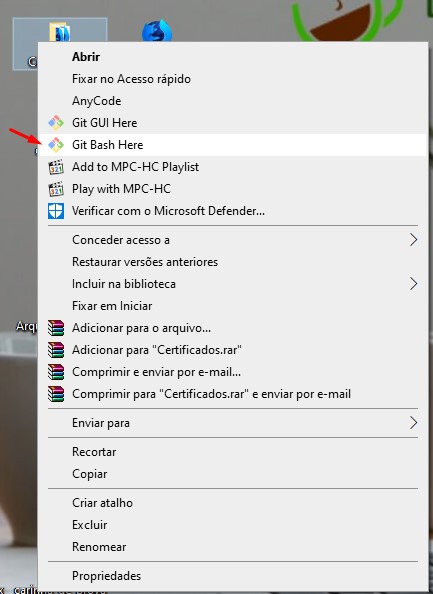 Abrir
Fixar no Acesso rápido
AnyCode
Git GUI Here
Git Bash Here
Add to MPC-HC Playlist
Play with MPC-HC
Verificar com o Microsoft Defender...
Conceder acesso a
Restaurar versões anteriores
Incluir na biblioteca
Fixar em Iniciar
Adicionar para o arquivo...
Adicionar para "Certificados.rar"
Comprimir e enviar por e-mail...
Comprimir para "Certificados.rar" e enviar por e-mail
Enviar para
Recortar
Copiar
Criar atalho
Excluir
Renomear
Propriedades